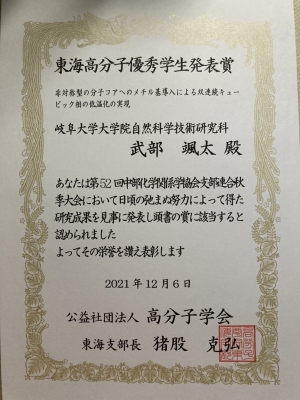 東海高分子優秀学生発表賞
非対称型の分子コアへのメチル基導入による双連続キュー
ビック相の低温化の実現
岐阜大学大学院自然科学技術研究科
武部 颯太 殿
あなたは第52回中部化学関係学協会支部連合秋
季大会において日頃の弛まぬ努力によって得た
研究成果を見事に発表し頭書の賞に該当すると
認められました
よってその栄誉を讃え表彰します
2021年12月6日
公益社団法人 高分子学会
東海支部長 猪股 克弘